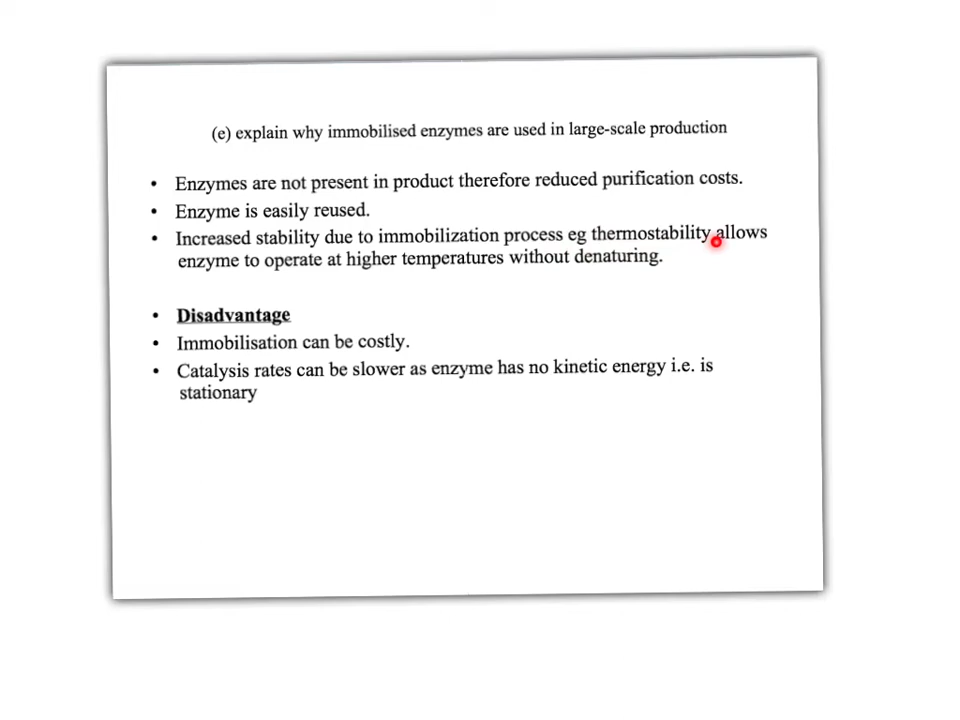 (e) explain why immobilised enzymes are used in large-scale production
• Enzymes are not present in product therefore reduced purification costs.
• Enzyme is easily reused.
• Increased stability due to immobilization process eg thermostability allows
enzyme to operate at higher temperatures without denaturing.
• Disadvantage
• Immobilisation can be costly.
• Catalysis rates can be slower as enzyme has no kinetic energy i.e. is
stationary